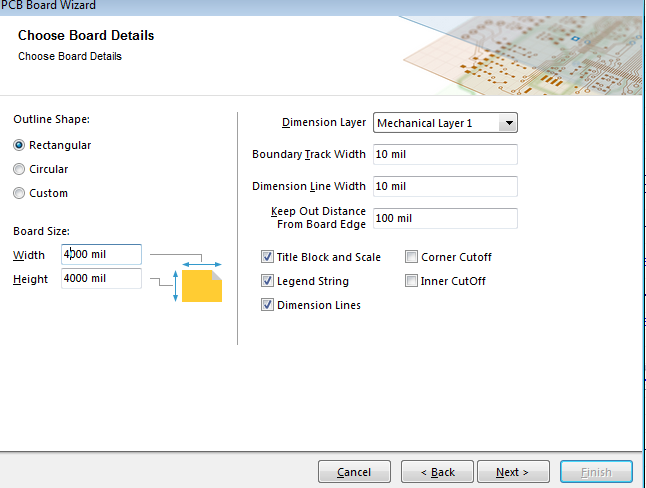 PCB Board Wizard
Choose Board Details
Choose Board Details
Outline Shape:
Rectangular
Circular
Custom
Board Size:
Width 4000 mil
Height 4000 mil
Dimension Layer Mechanical Layer 1
Boundary Track Width 10 mil
Dimension Line Width 10 mil
Keep Out Distance
From Board Edge 100 mil
Title Block and Scale Corner Cutoff
Legend String Inner CutOff
Dimension Lines
Cancel < Back Next > Finish